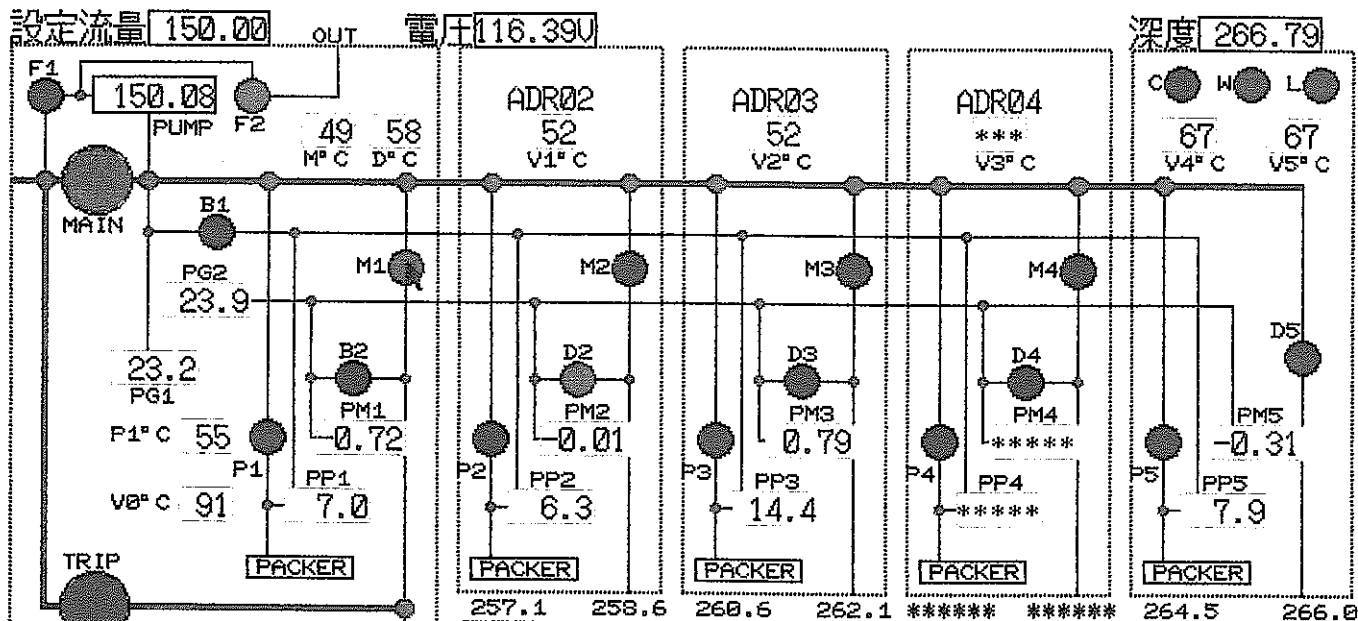 設定流量 150.00 OUT 電圧 116.39V 深度 266.79
F1 150.08 F2 ADR02 ADR03 ADR04 C W L
PUMP 49 58 52 52 *** 67 67
M°C D°C V1°C V2°C V3°C V4°C V5°C
MAIN B1
PG2 M1 M2 M3 M4
23.9
B2 D2 D3 D4 D5
23.2
PG1 PM1 PM2 PM3 PM4 PM5
P1°C 55 -0.72 -0.01 0.79 ***** -0.31
P1 P2 P3 P4 P5
PP1 PP2 PP3 PP4 PP5
V0°C 91 7.0 6.3 14.4 ***** 7.9
TRIP PACKER PACKER PACKER PACKER PACKER
257.1 258.6 260.6 262.1 ****** ****** 264.5 266.0